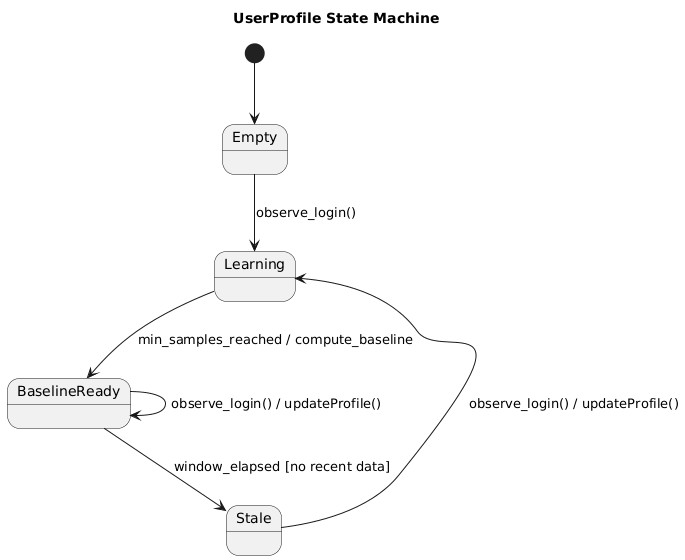 UserProfile State Machine
Empty
observe_login()
Learning
min_samples_reached / compute_baseline
BaselineReady
observe_login() / updateProfile()
observe_login() / updateProfile()
window_elapsed [no recent data]
Stale